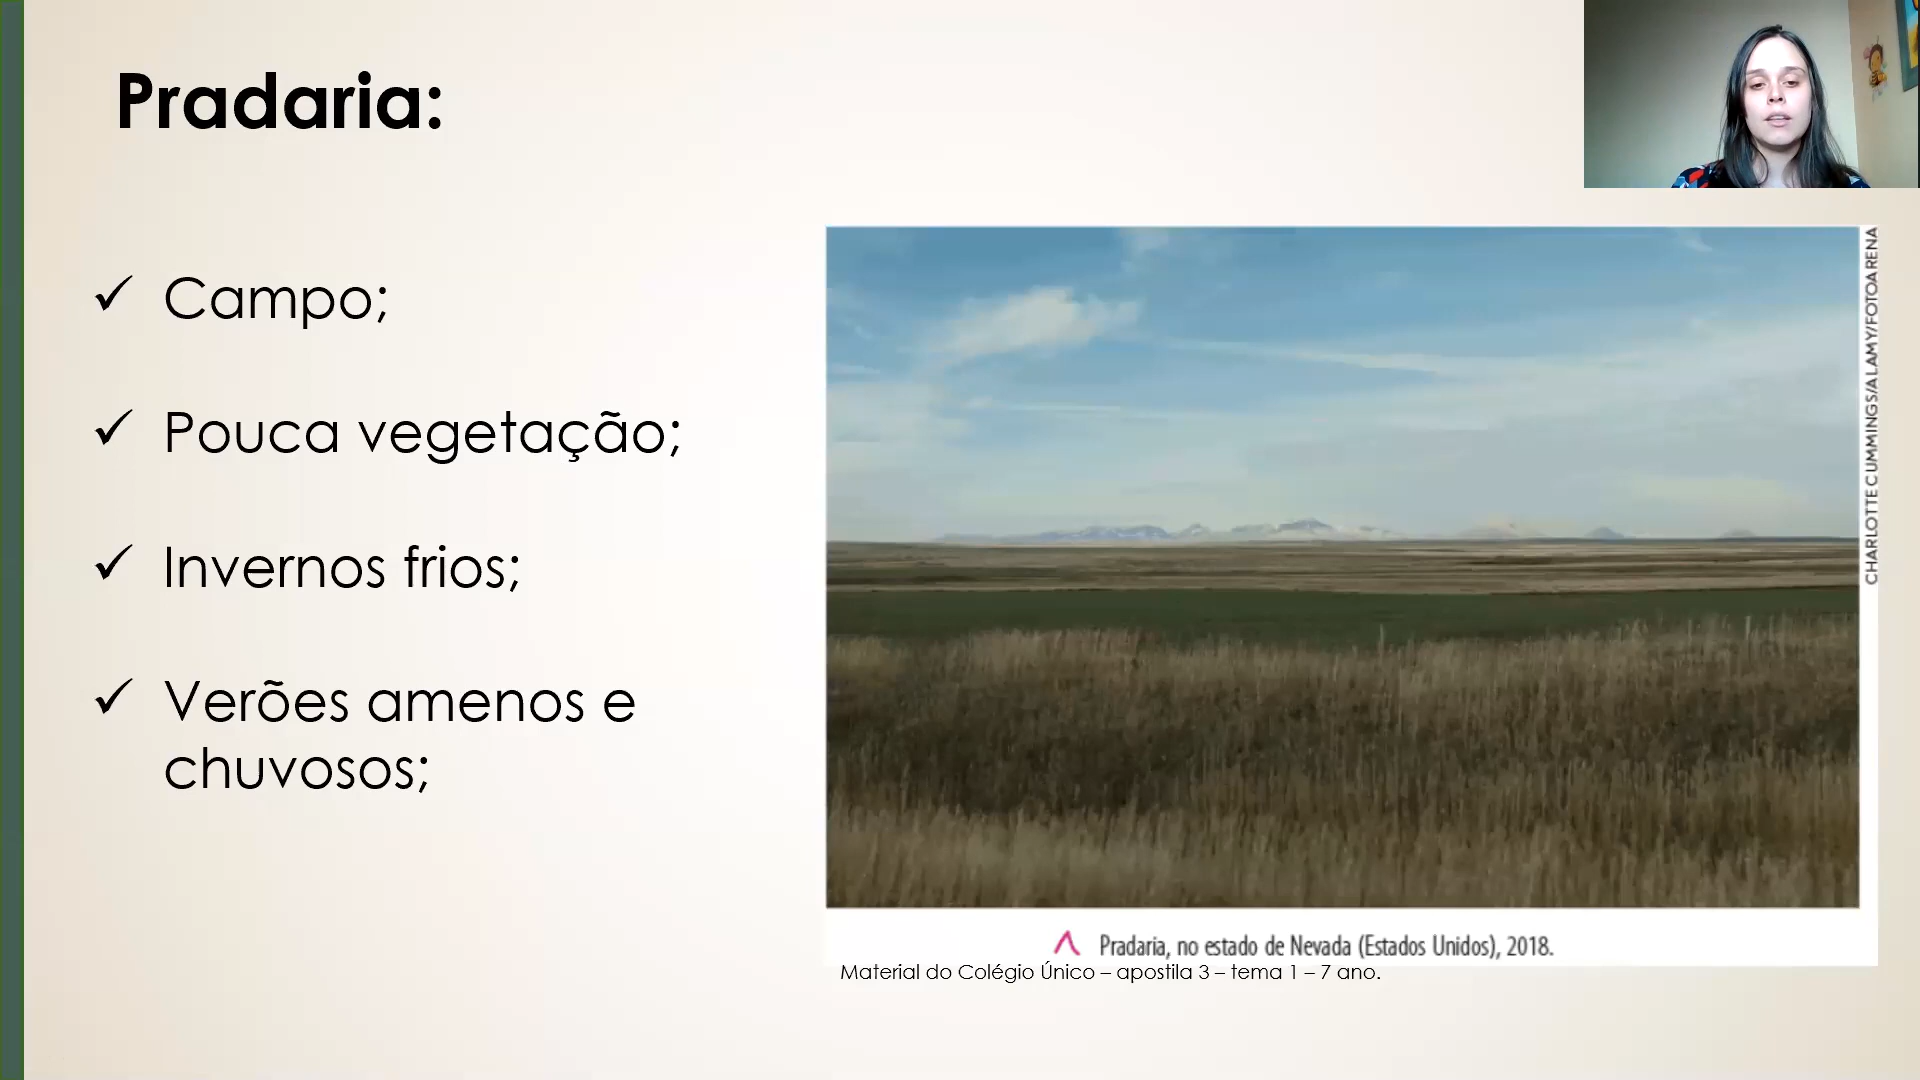 Pradaria:
✓ Campo;
✓ Pouca vegetação;
✓ Invernos frios;
✓ Verões amenos e
chuvosos;
CHARLOTTE CUMMINGS/ALAMY/FOTOARENA
Pradaria, no estado de Nevada (Estados Unidos), 2018.
Material do Colégio Único – apostila 3 – tema 1 – 7 ano.